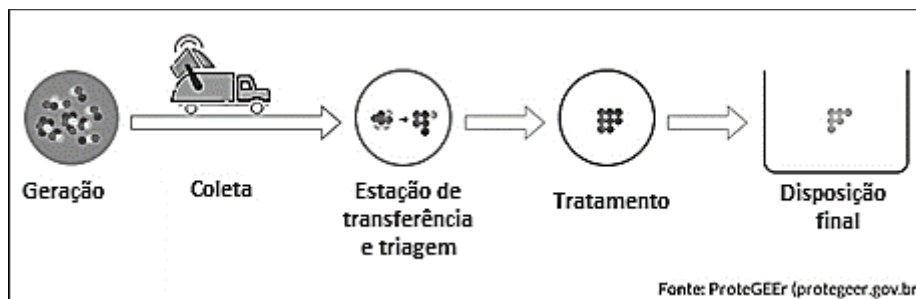 Geração
Coleta
Estação de
transferência
e triagem
Tratamento
Disposição
final
Fonte: ProteGEEr (protegeer.gov.br